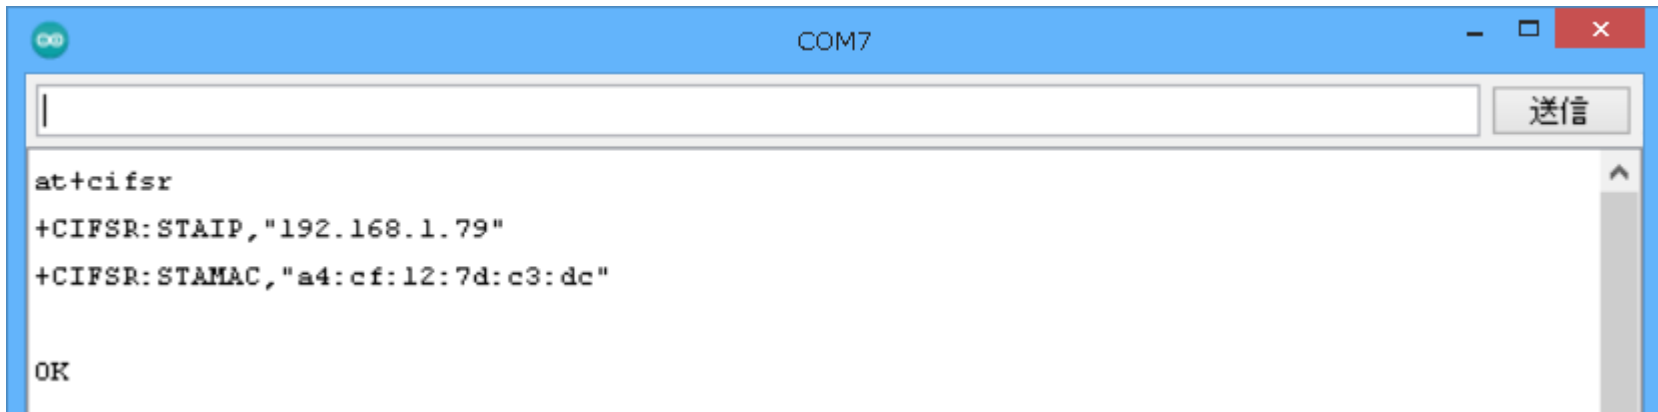 COM7
送信
at+cifsr
+CIFSR:STAIP,"192.168.1.79"
+CIFSR:STAMAC,"a4:cf:12:7d:c3:dc"
OK